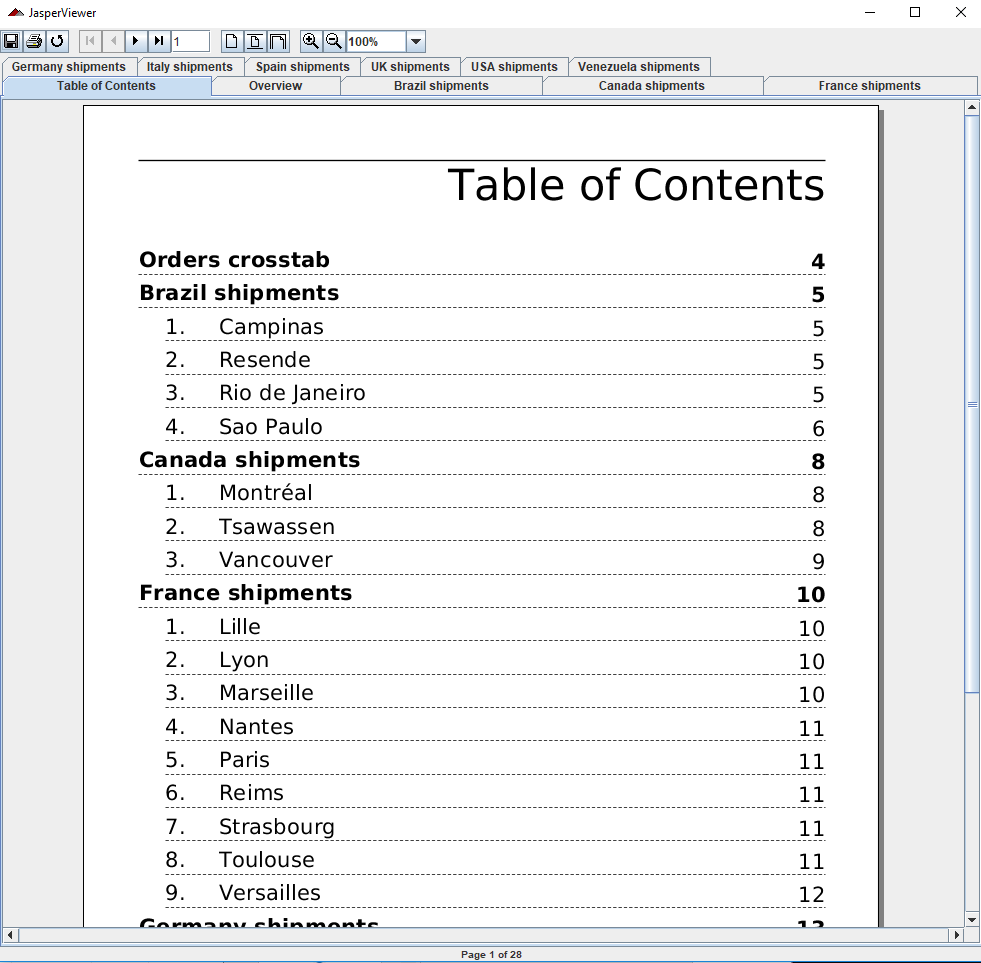 JasperViewer
1
100%
Germany shipments Italy shipments Spain shipments UK shipments USA shipments Venezuela shipments
Table of Contents Overview Brazil shipments Canada shipments France shipments
Table of Contents
Orders crosstab 4
Brazil shipments 5
1. Campinas 5
2. Resende 5
3. Rio de Janeiro 5
4. Sao Paulo 6
Canada shipments 8
1. Montréal 8
2. Tsawassen 8
3. Vancouver 9
France shipments 10
1. Lille 10
2. Lyon 10
3. Marseille 10
4. Nantes 11
5. Paris 11
6. Reims 11
7. Strasbourg 11
8. Toulouse 11
9. Versailles 12
Germany shipments 13
Page 1 of 28